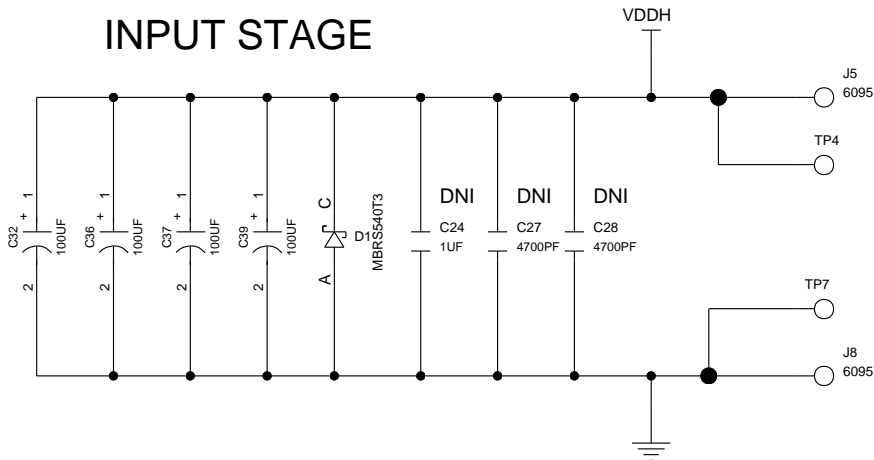 INPUT STAGE
VDDH
J5
6095
TP4
C32
+
1
100UF
2
C36
+
1
100UF
2
C37
+
1
100UF
2
C39
+
1
100UF
2
C
D1
MBRS540T3
A
DNI
C24
1UF
DNI
C27
4700PF
DNI
C28
4700PF
TP7
J8
6095